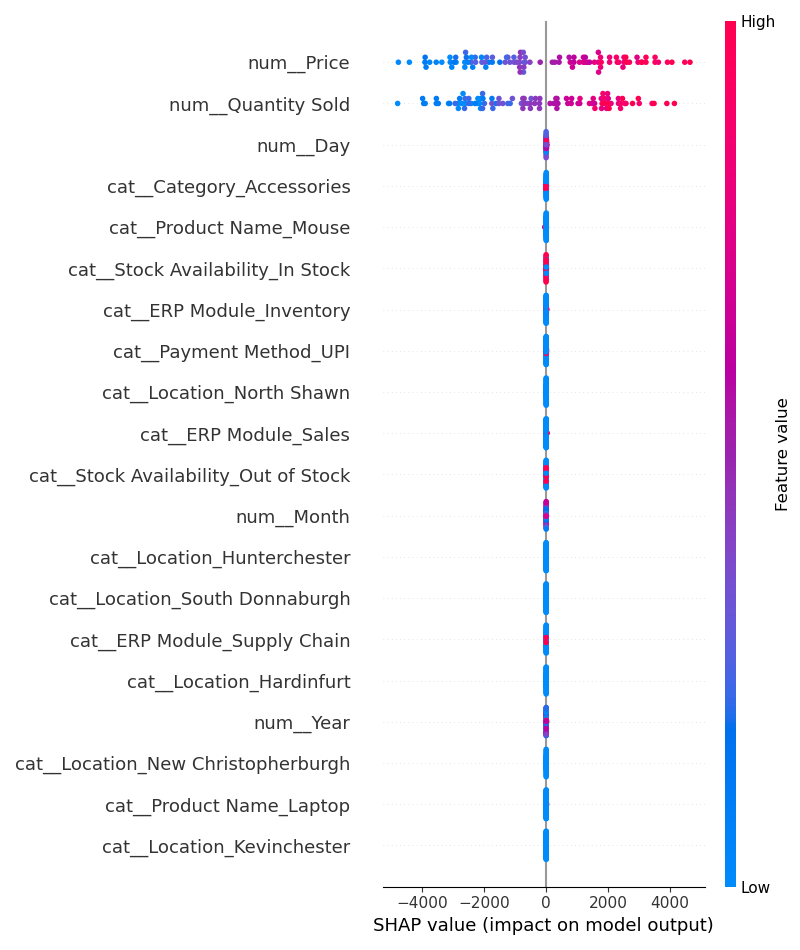 High
num__Price
num__Quantity Sold
num__Day
cat__Category_Accessories
cat__Product Name_Mouse
cat__Stock Availability_In Stock
cat__ERP Module_Inventory
cat__Payment Method_UPI
cat__Location_North Shawn
cat__ERP Module_Sales
cat__Stock Availability_Out of Stock
num__Month
cat__Location_Hunterchester
cat__Location_South Donnaburgh
cat__ERP Module_Supply Chain
cat__Location_Hardinfurt
num__Year
cat__Location_New Christopherburgh
cat__Product Name_Laptop
cat__Location_Kevinchester
Feature value
Low
−4000 −2000 0 2000 4000
SHAP value (impact on model output)